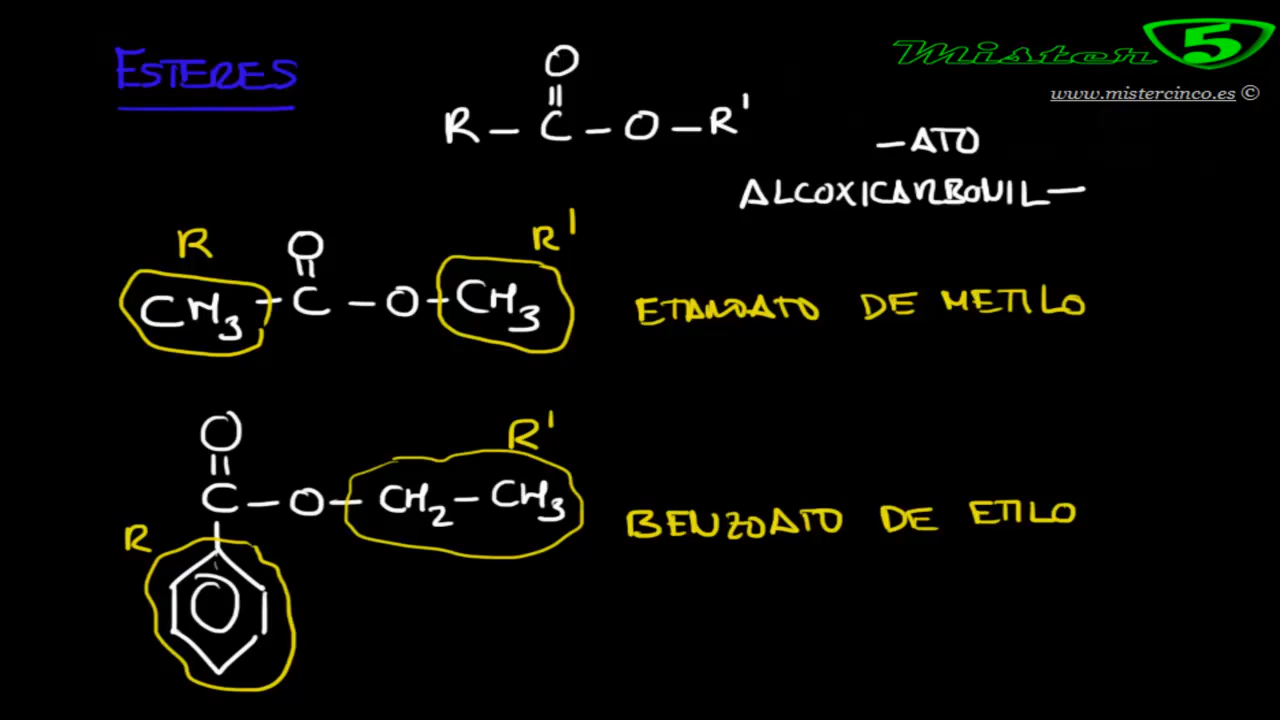 ESTERES
Mister 5
www.mistercinco.es ©
O
||
R – C – O – R'
–ATO
ALCOXICARBONIL–
R
R'
O
||
CH3 – C – O – CH3
ETANOATO DE METILO
O
||
R'
C – O – CH2 – CH3
BENZOATO DE ETILO
R